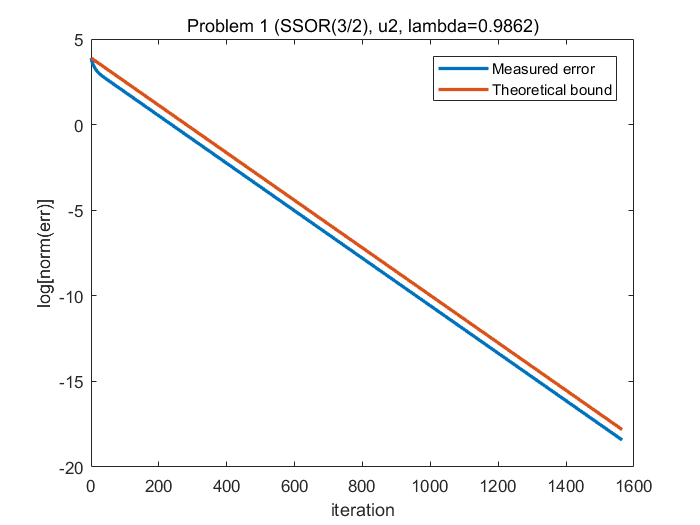 Problem 1 (SSOR(3/2), u2, lambda=0.9862)
Measured error
Theoretical bound
log[norm(err)]
5
0
-5
-10
-15
-20
0 200 400 600 800 1000 1200 1400 1600
iteration